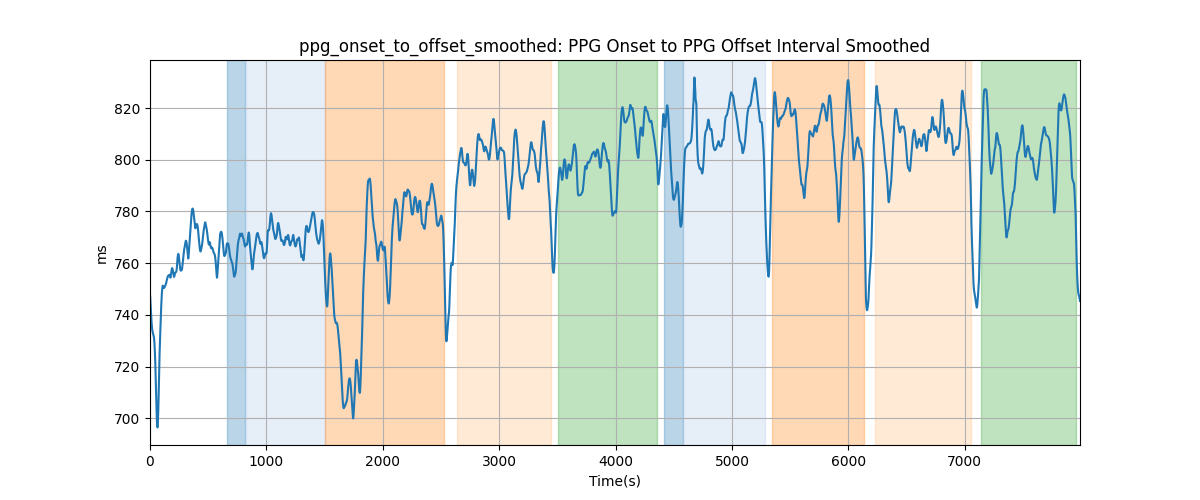 ppg_onset_to_offset_smoothed: PPG Onset to PPG Offset Interval Smoothed
820
800
780
760
740
720
700
ms
0 1000 2000 3000 4000 5000 6000 7000
Time(s)